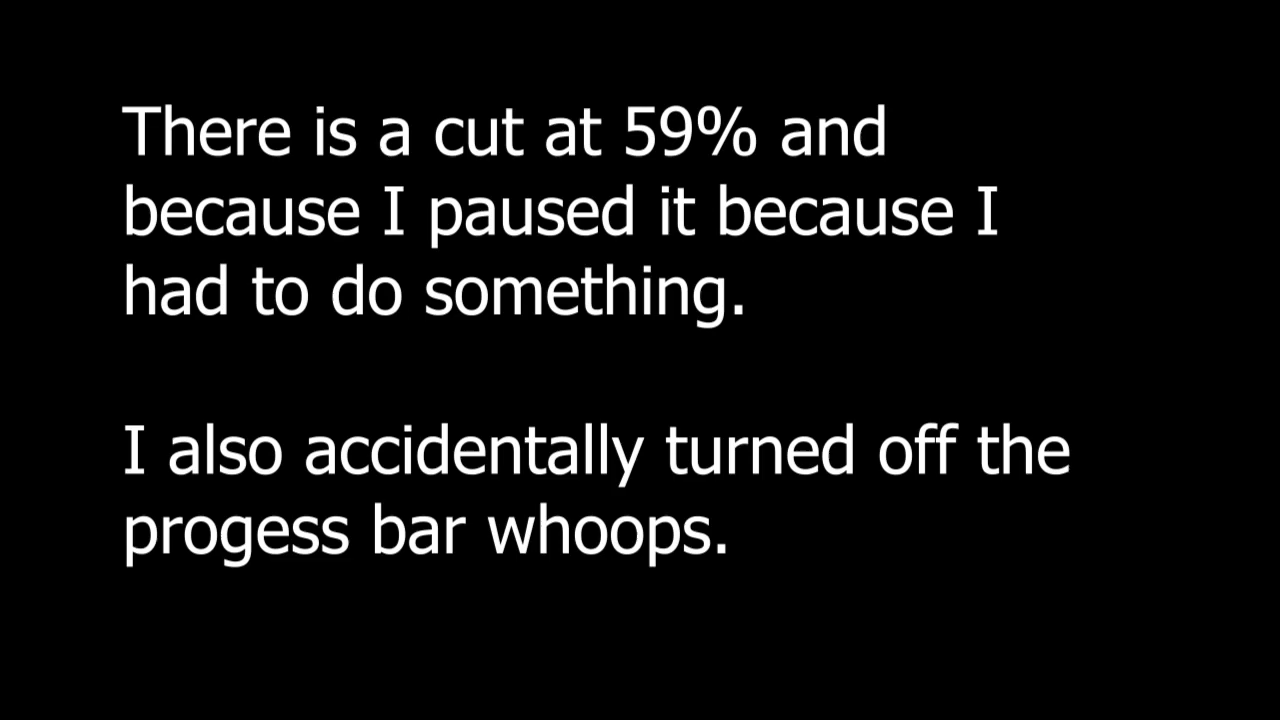 There is a cut at 59% and
because I paused it because I
had to do something.
I also accidentally turned off the
progess bar whoops.